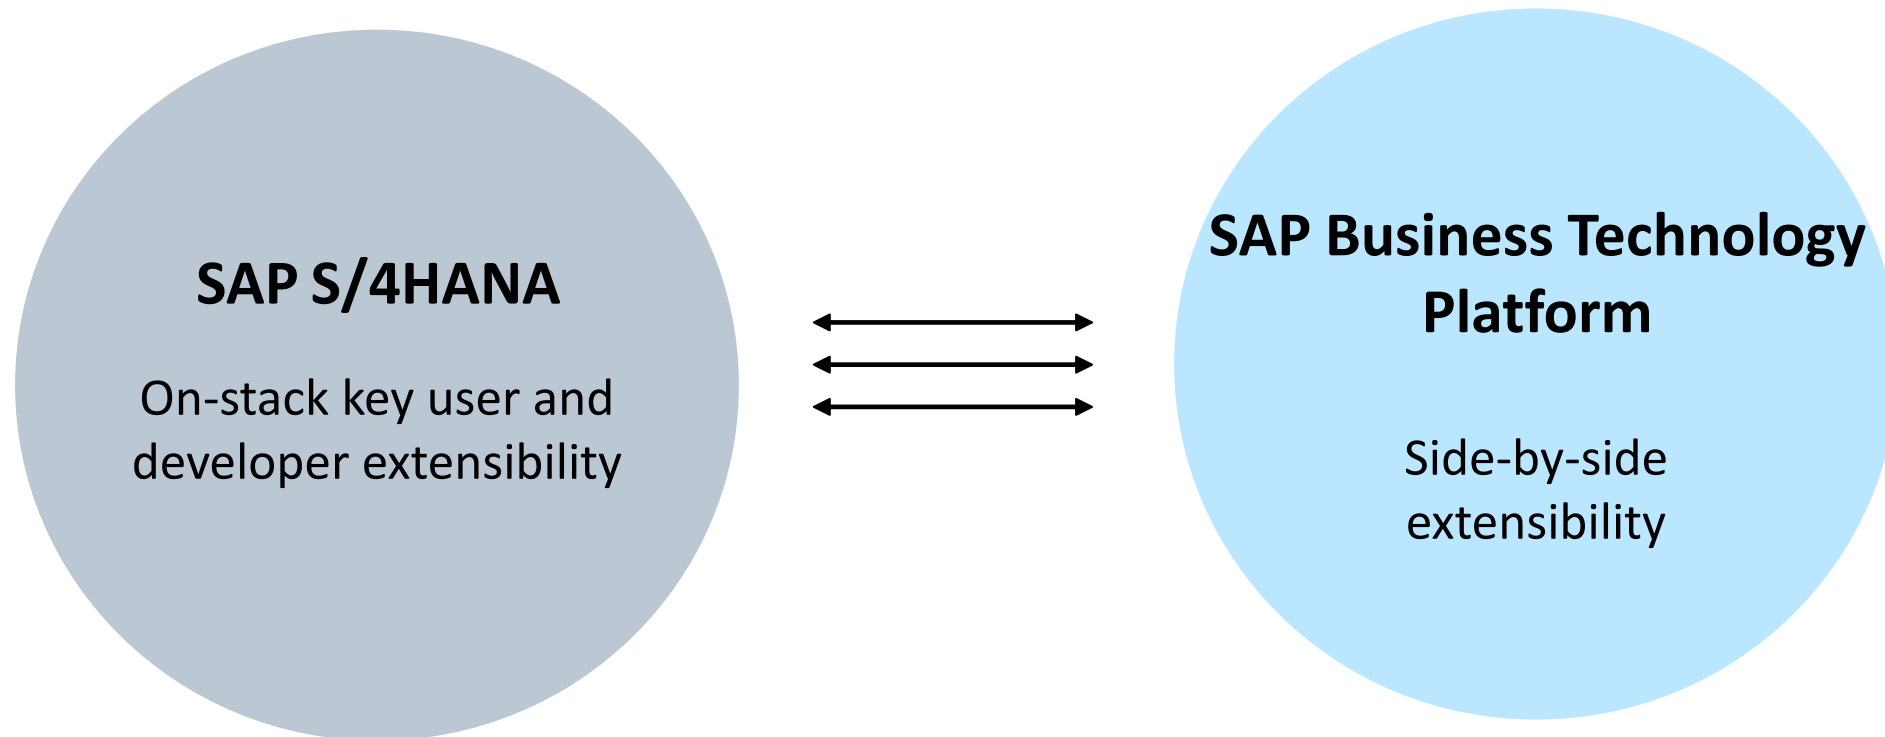 SAP S/4HANA
On-stack key user and
developer extensibility
SAP Business Technology
Platform
Side-by-side
extensibility